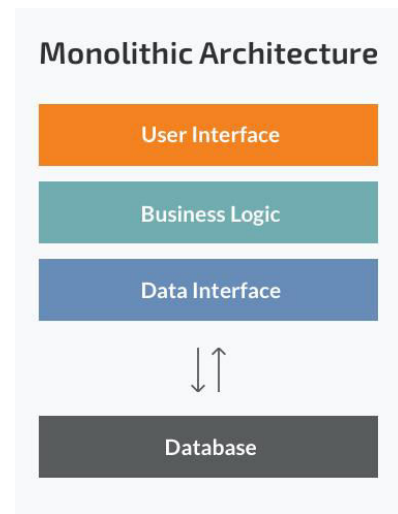 Monolithic Architecture
User Interface
Business Logic
Data Interface
Database